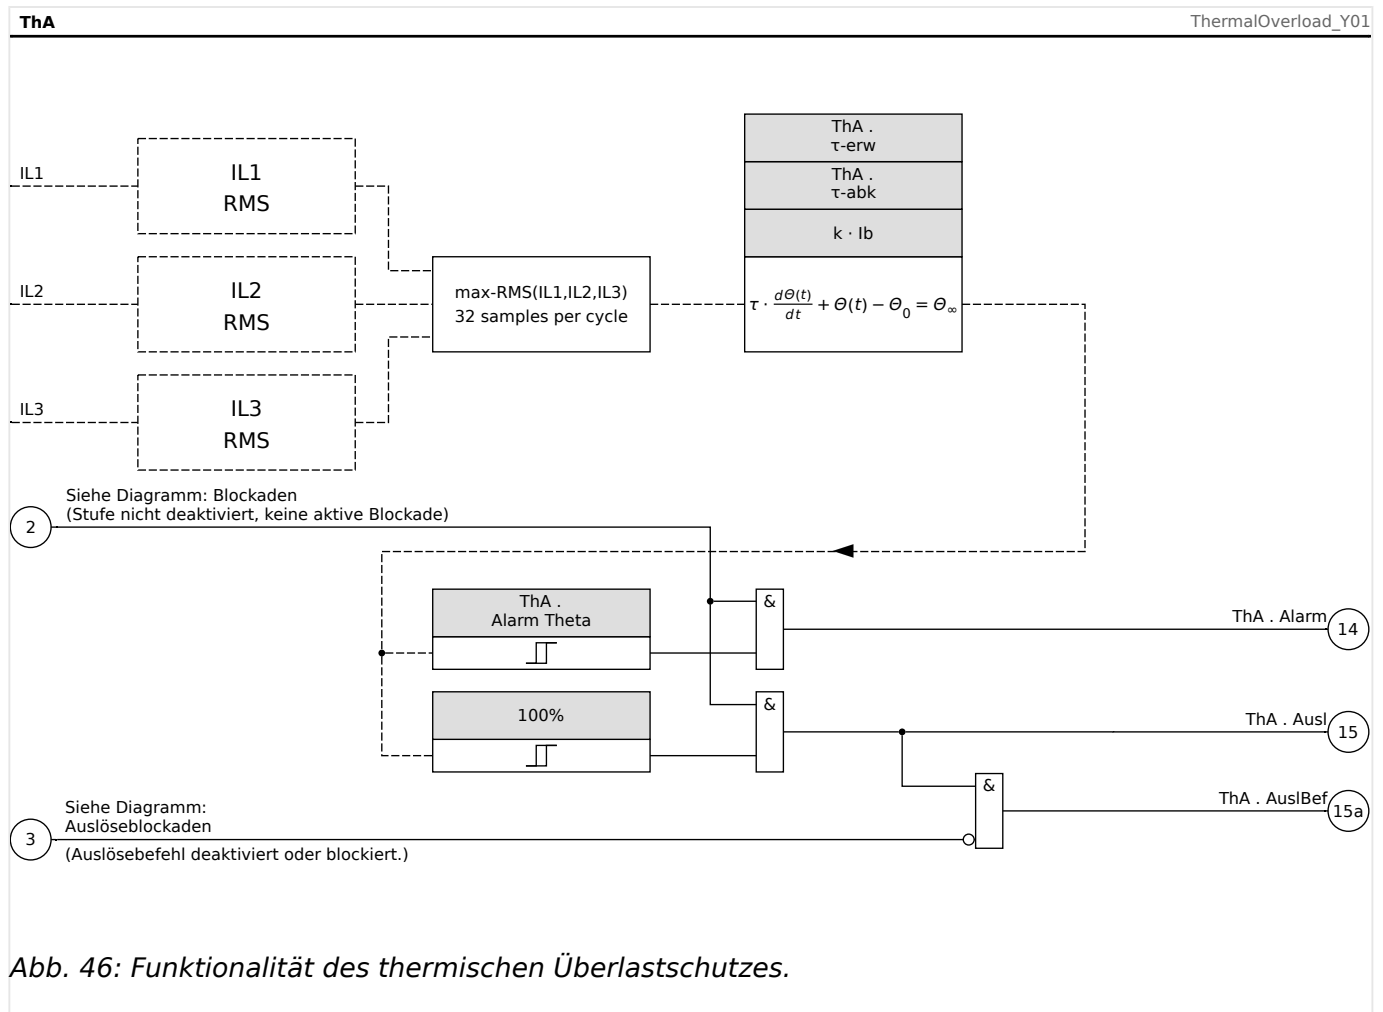 ThA
ThermalOverload_Y01
IL1
IL1
RMS
IL2
IL2
RMS
IL3
IL3
RMS
max-RMS(IL1,IL2,IL3)
32 samples per cycle
ThA .
τ-erw
ThA .
τ-abk
k · Ib
τ · dΘ(t)/dt + Θ(t) − Θ₀ = Θ∞
Siehe Diagramm: Blockaden
(Stufe nicht deaktiviert, keine aktive Blockade)
2
ThA .
Alarm Theta
&
ThA . Alarm
14
100%
&
ThA . Ausl
15
&
ThA . AuslBef
15a
Siehe Diagramm:
Auslöseblockaden
3
(Auslösebefehl deaktiviert oder blockiert.)
Abb. 46: Funktionalität des thermischen Überlastschutzes.